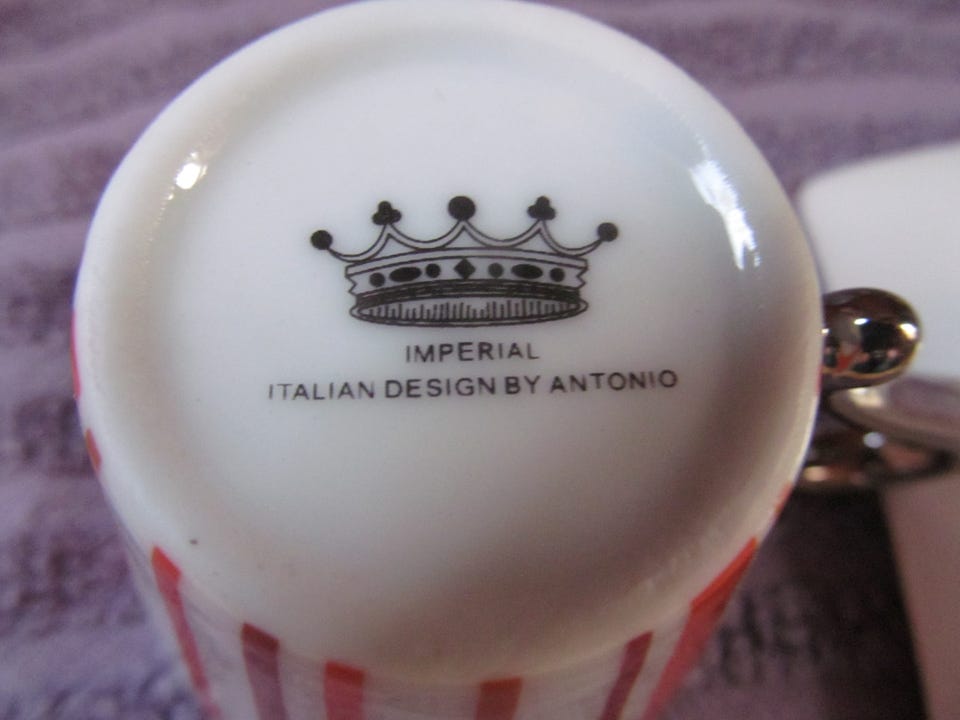 IMPERIAL
ITALIAN DESIGN BY ANTONIO